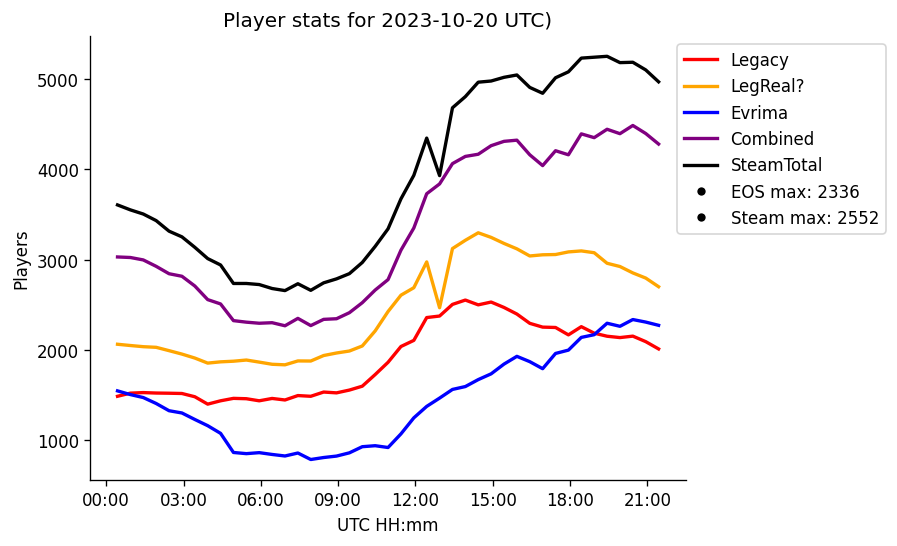 Player stats for 2023-10-20 UTC)
Legacy
LegReal?
Evrima
Combined
SteamTotal
EOS max: 2336
Steam max: 2552
Players
5000
4000
3000
2000
1000
00:00 03:00 06:00 09:00 12:00 15:00 18:00 21:00
UTC HH:mm